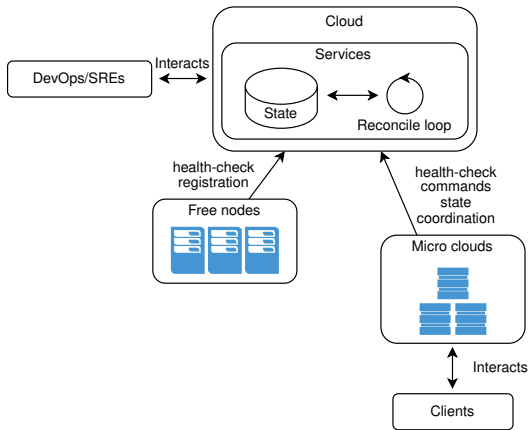 Cloud
Services
DevOps/SREs
Interacts
State
Reconcile loop
health-check
registration
health-check
commands
state
coordination
Free nodes
Micro clouds
Interacts
Clients